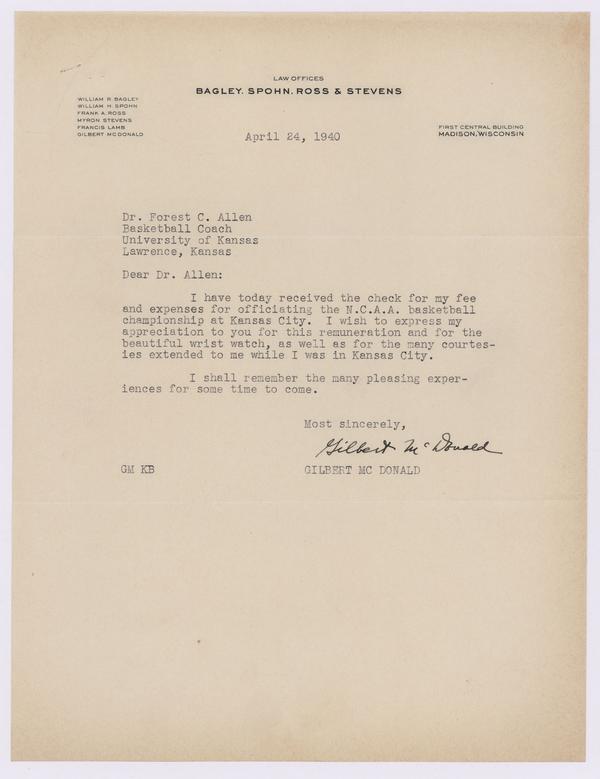 LAW OFFICES
BAGLEY, SPOHN, ROSS & STEVENS
WILLIAM R. BAGLEY
WILLIAM H. SPOHN
FRANK A. ROSS
MYRON STEVENS
FRANCIS LAMB
GILBERT MCDONALD
FIRST CENTRAL BUILDING
MADISON, WISCONSIN
April 24, 1940
Dr. Forest C. Allen
Basketball Coach
University of Kansas
Lawrence, Kansas
Dear Dr. Allen:
I have today received the check for my fee
and expenses for officiating the N.C.A.A. basketball
championship at Kansas City. I wish to express my
appreciation to you for this remuneration and for the
beautiful wrist watch, as well as for the many courtes-
ies extended to me while I was in Kansas City.
I shall remember the many pleasing exper-
iences for some time to come.
Most sincerely,
Gilbert McDonald
GM KB GILBERT MC DONALD